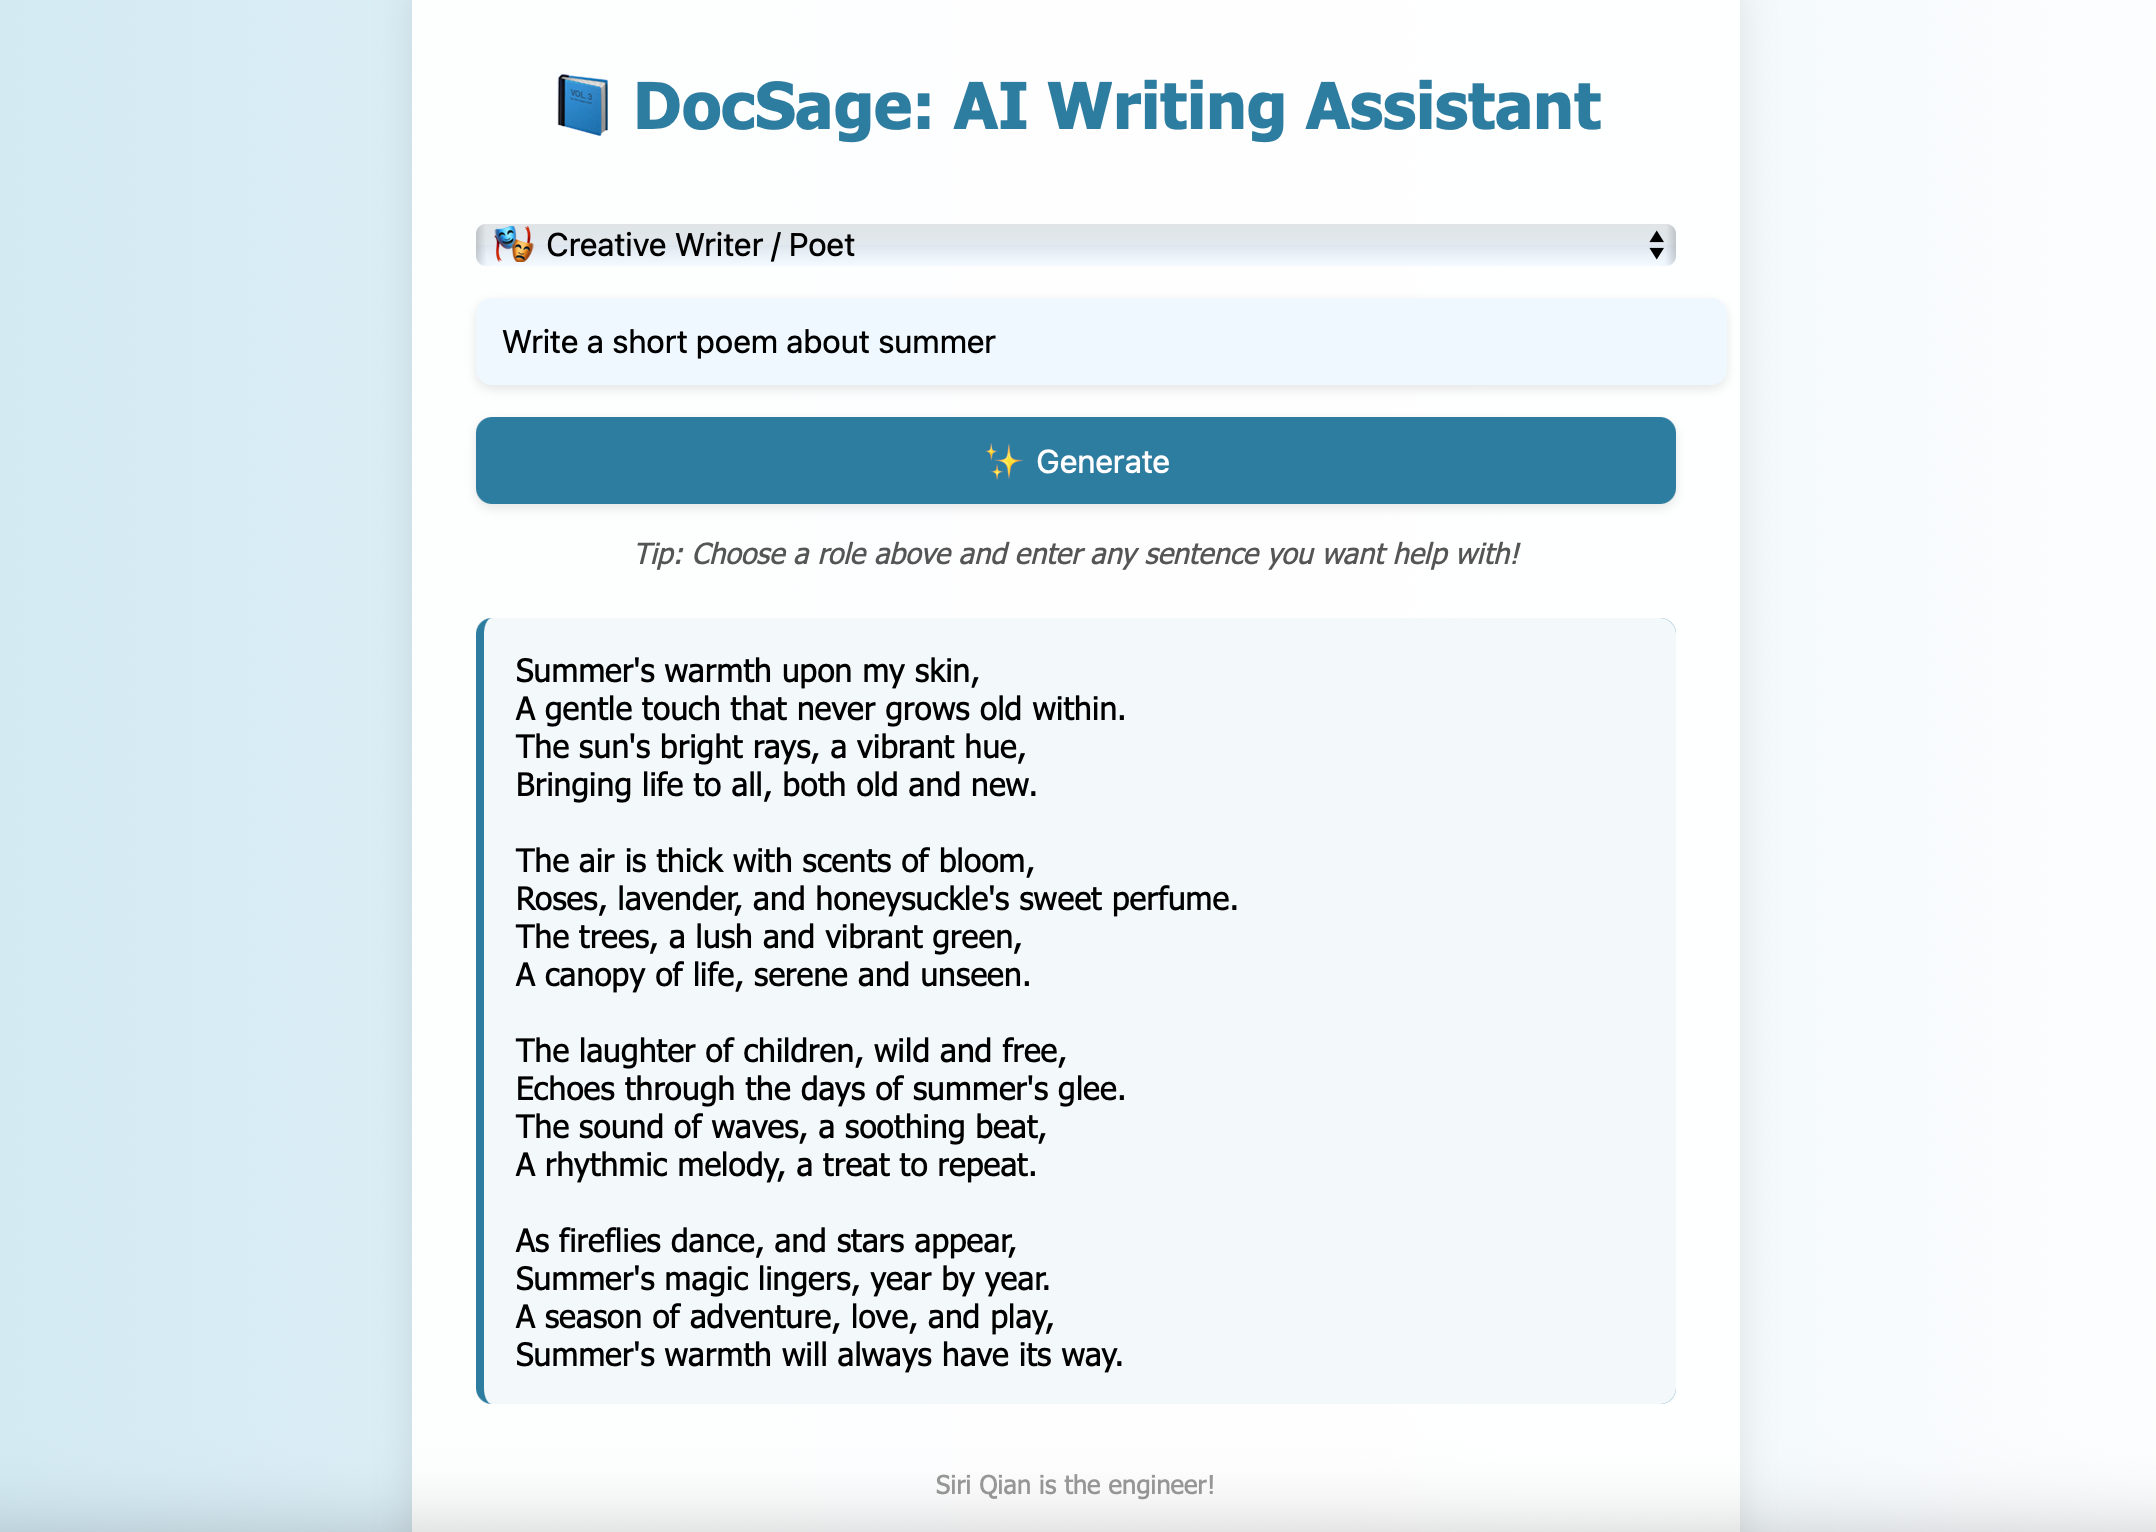 📘 DocSage: AI Writing Assistant
🎭 Creative Writer / Poet
Write a short poem about summer
✨ Generate
Tip: Choose a role above and enter any sentence you want help with!
Summer's warmth upon my skin,
A gentle touch that never grows old within.
The sun's bright rays, a vibrant hue,
Bringing life to all, both old and new.
The air is thick with scents of bloom,
Roses, lavender, and honeysuckle's sweet perfume.
The trees, a lush and vibrant green,
A canopy of life, serene and unseen.
The laughter of children, wild and free,
Echoes through the days of summer's glee.
The sound of waves, a soothing beat,
A rhythmic melody, a treat to repeat.
As fireflies dance, and stars appear,
Summer's magic lingers, year by year.
A season of adventure, love, and play,
Summer's warmth will always have its way.
Siri Qian is the engineer!